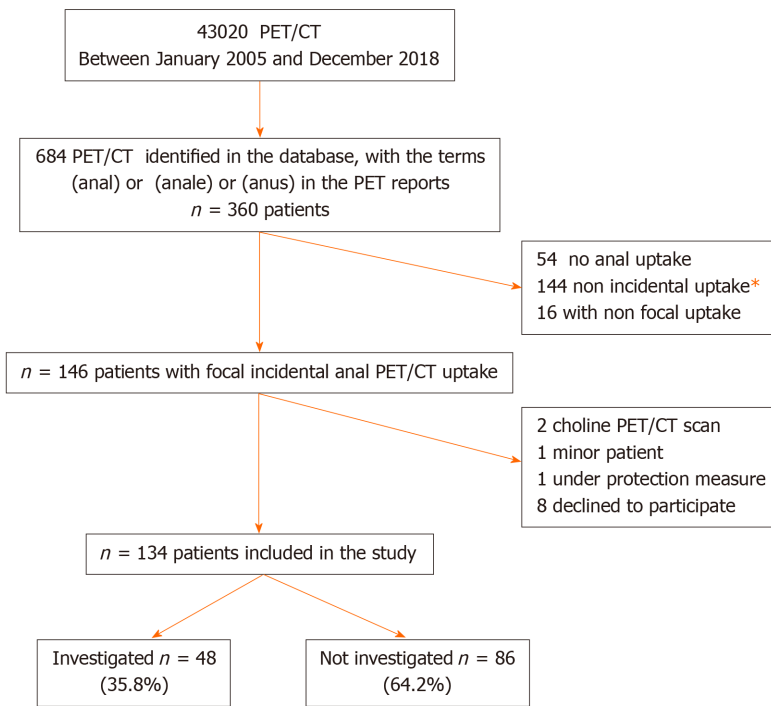 43020 PET/CT
Between January 2005 and December 2018
684 PET/CT identified in the database, with the terms
(anal) or (anale) or (anus) in the PET reports
n = 360 patients
54 no anal uptake
144 non incidental uptake*
16 with non focal uptake
n = 146 patients with focal incidental anal PET/CT uptake
2 choline PET/CT scan
1 minor patient
1 under protection measure
8 declined to participate
n = 134 patients included in the study
Investigated n = 48
(35.8%)
Not investigated n = 86
(64.2%)